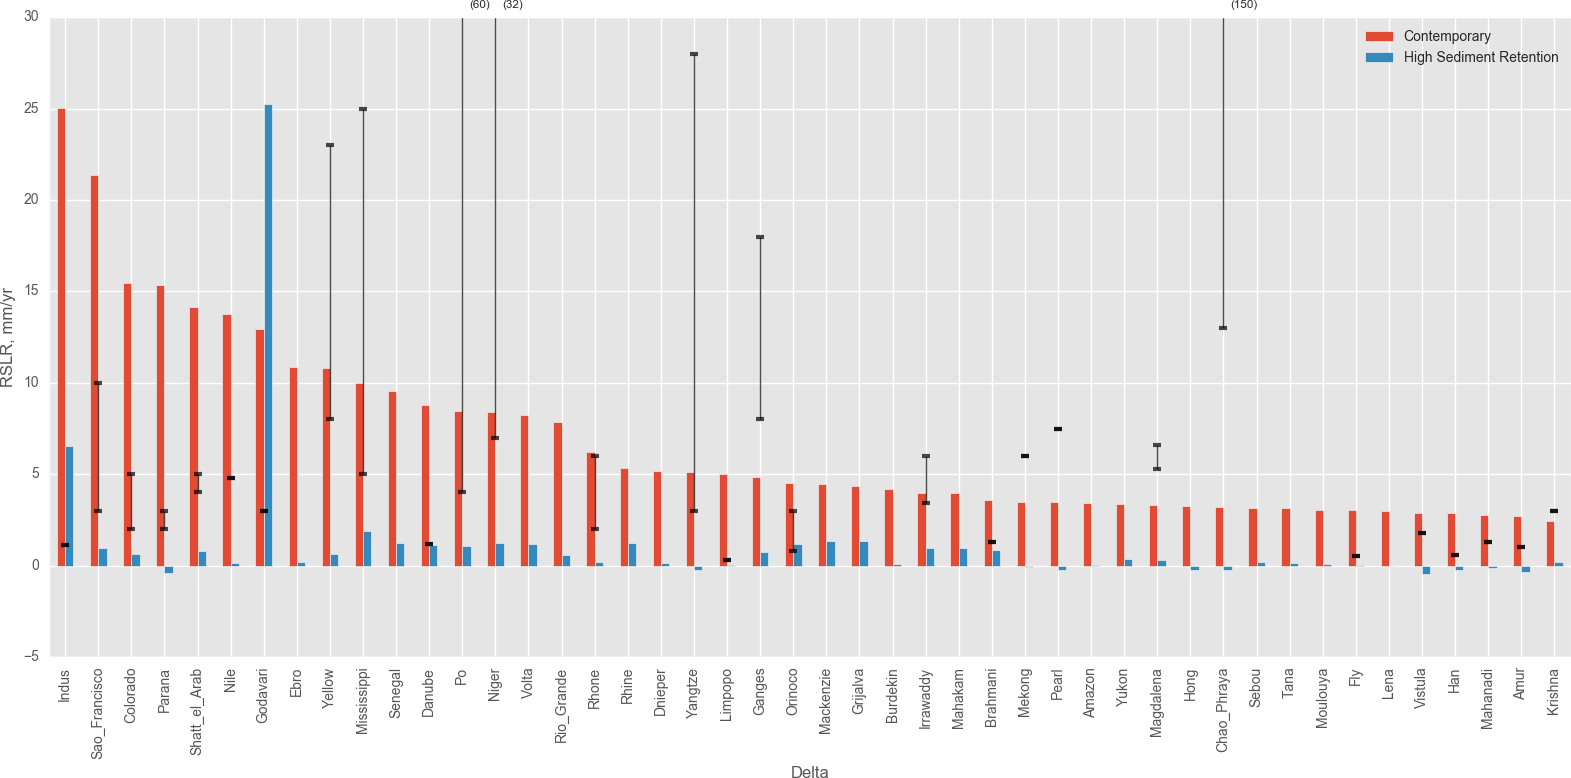 (60) (32) (150)
30
25
20
15
10
5
0
−5
RSLR, mm/yr
Contemporary
High Sediment Retention
Indus
Sao_Francisco
Colorado
Parana
Shatt_el_Arab
Nile
Godavari
Ebro
Yellow
Mississippi
Senegal
Danube
Po
Niger
Volta
Rio_Grande
Rhone
Rhine
Dnieper
Yangtze
Limpopo
Ganges
Orinoco
Mackenzie
Grijalva
Burdekin
Irrawaddy
Mahakam
Brahmani
Mekong
Pearl
Amazon
Yukon
Magdalena
Hong
Chao_Phraya
Sebou
Tana
Moulouya
Fly
Lena
Vistula
Han
Mahanadi
Amur
Krishna
Delta